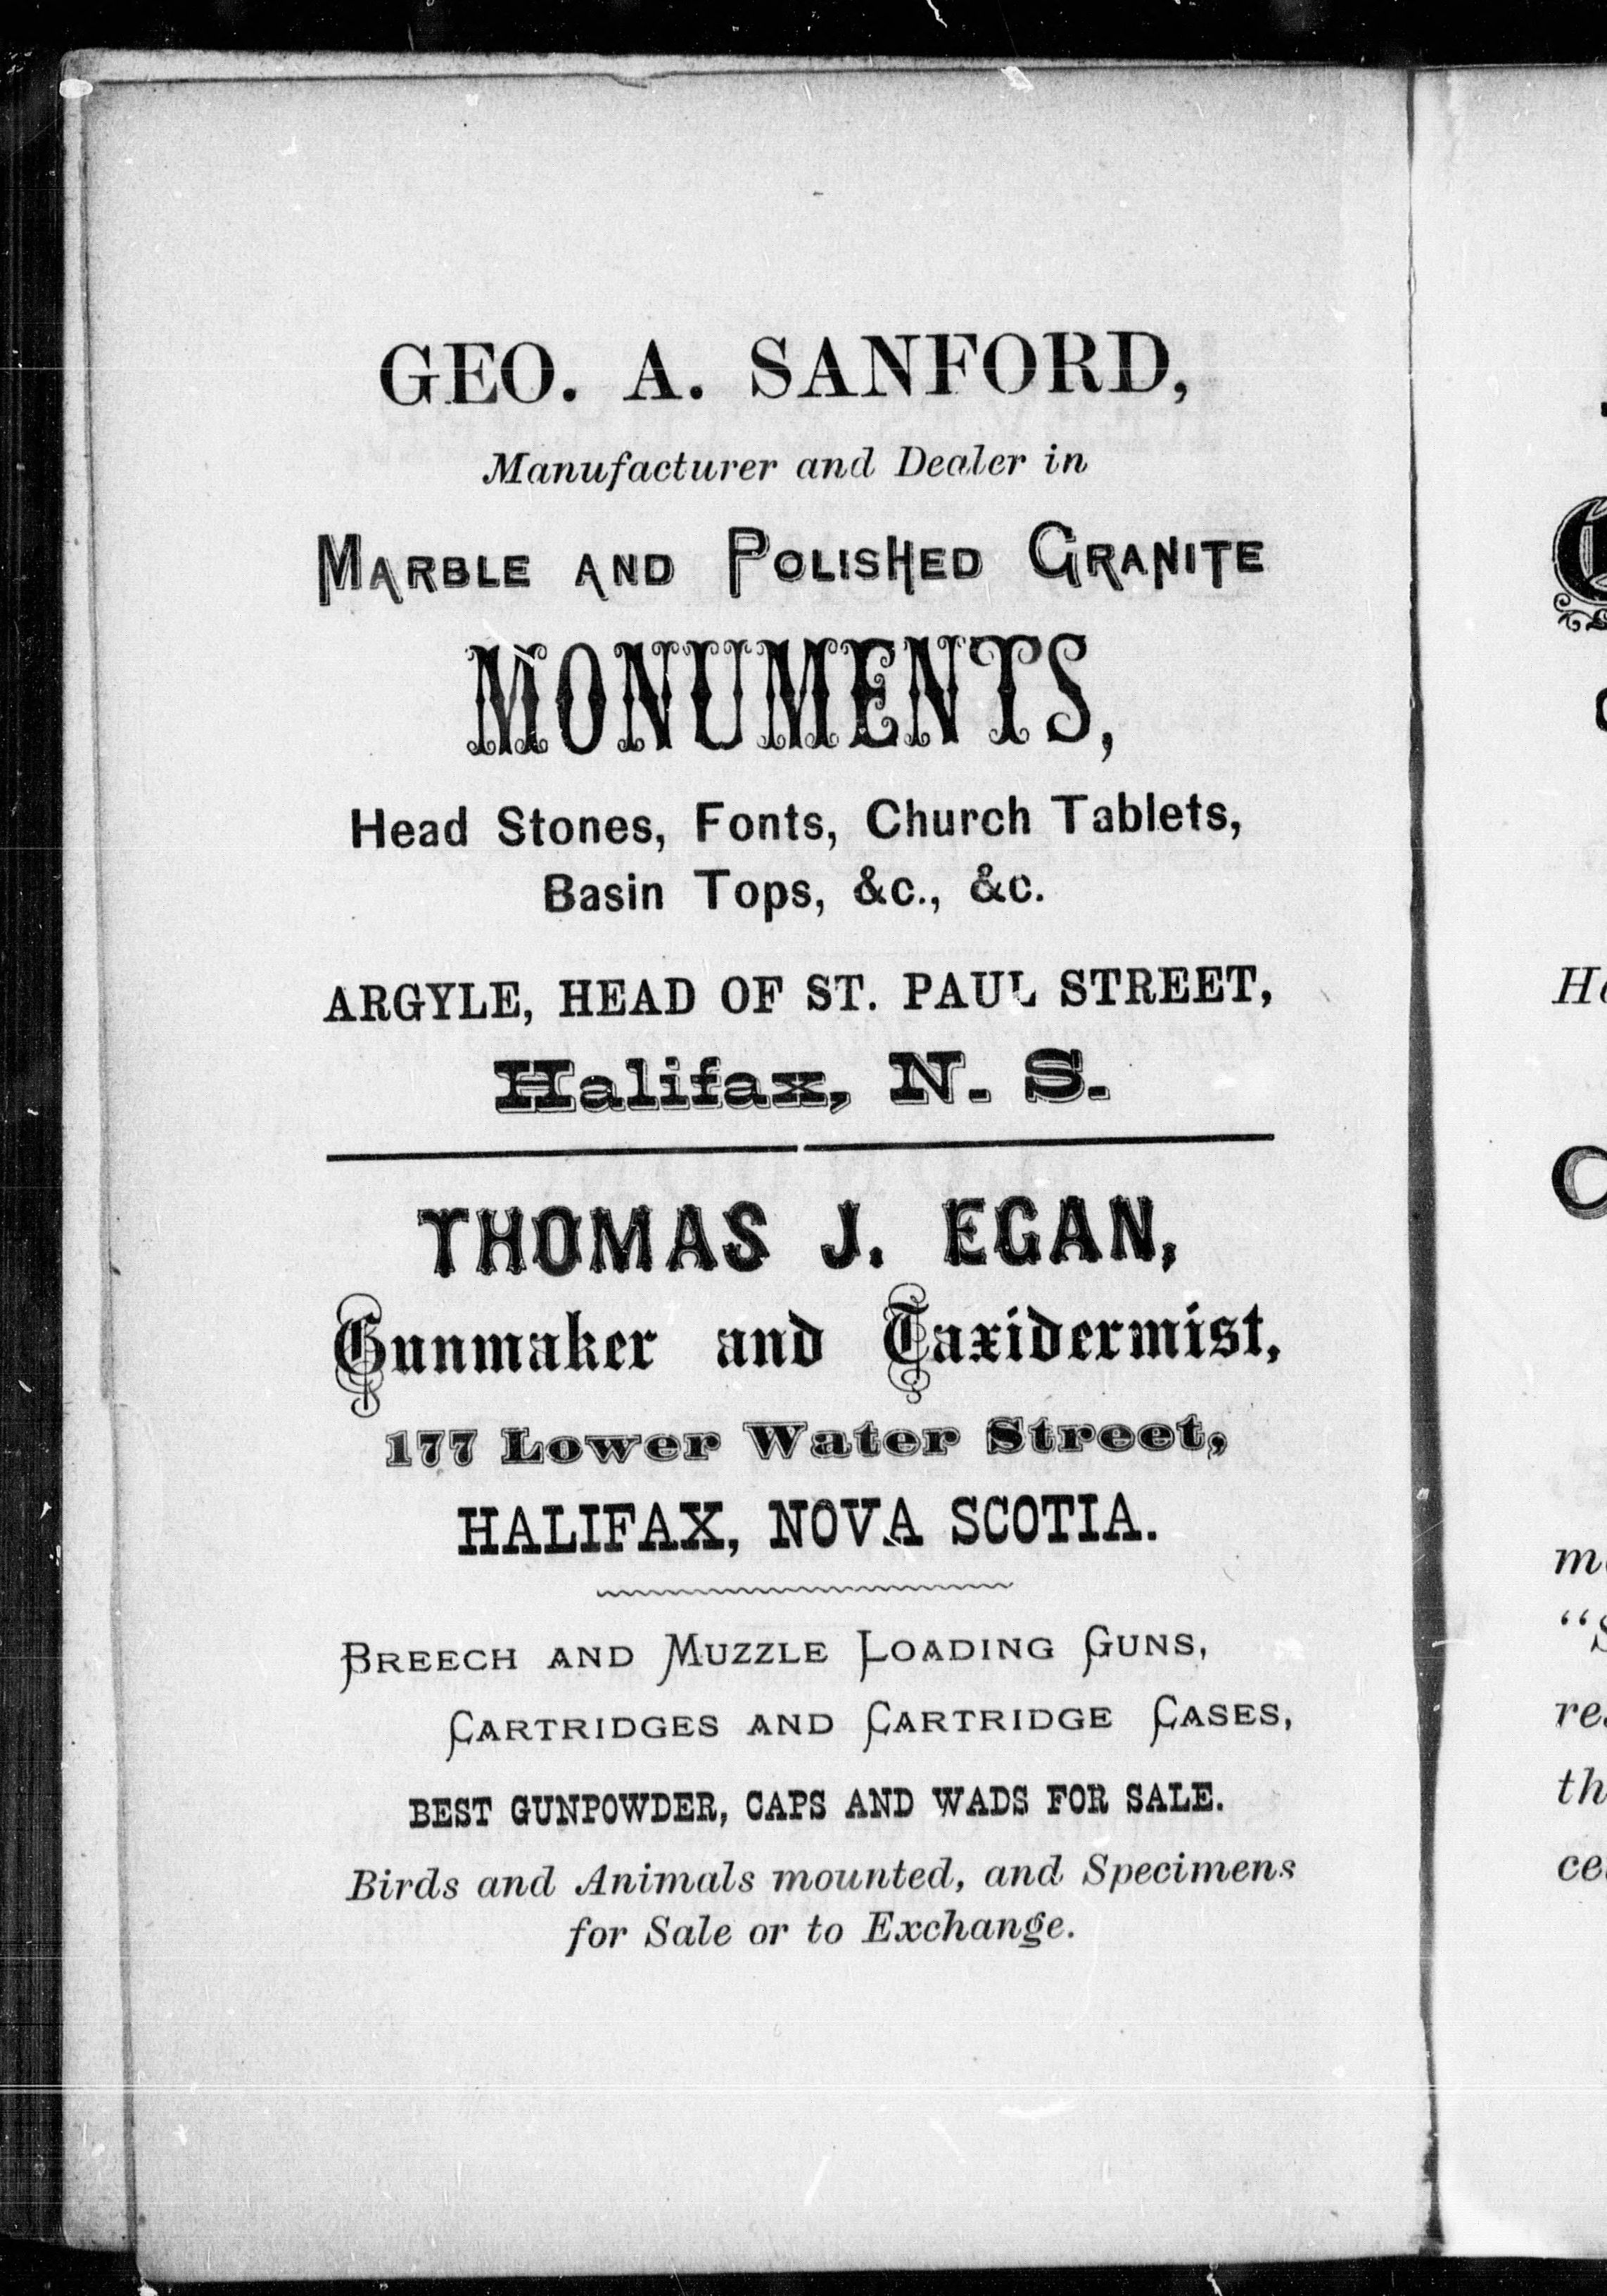 GEO. A. SANFORD,
Manufacturer and Dealer in
MARBLE AND POLISHED GRANITE
MONUMENTS,
Head Stones, Fonts, Church Tablets,
Basin Tops, &c., &c.
ARGYLE, HEAD OF ST. PAUL STREET,
Halifax, N. S.
THOMAS J. EGAN,
Gunmaker and Taxidermist,
177 Lower Water Street,
HALIFAX, NOVA SCOTIA.
BREECH AND MUZZLE LOADING GUNS,
CARTRIDGES AND CARTRIDGE CASES,
BEST GUNPOWDER, CAPS AND WADS FOR SALE.
Birds and Animals mounted, and Specimens
for Sale or to Exchange.